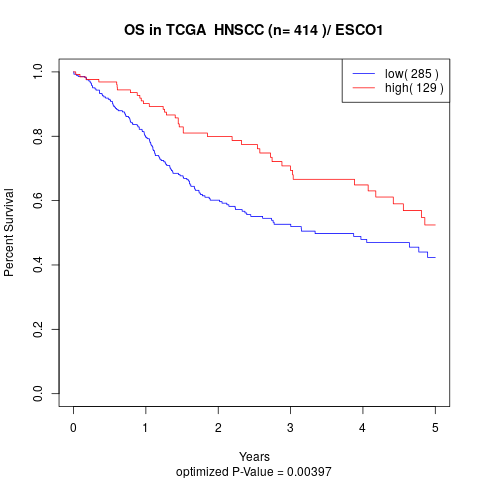 OS in TCGA  HNSCC (n= 414 )/ ESCO1
low( 285 )
high( 129 )
Percent Survival
1.0
0.8
0.6
0.4
0.2
0.0
0 1 2 3 4 5
Years
optimized P-Value = 0.00397